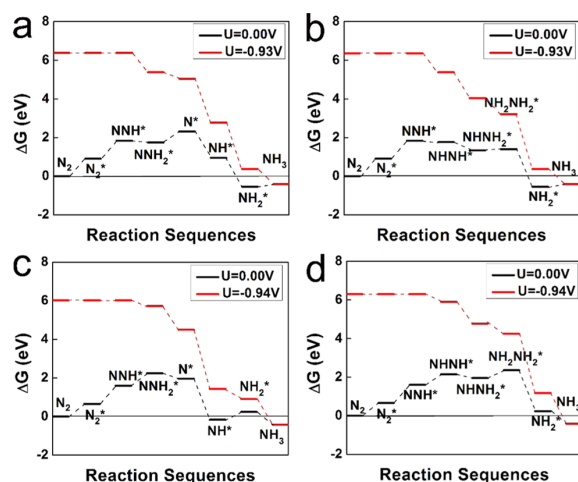 a
U=0.00V
U=-0.93V
8
6
4
2
0
-2
ΔG (eV)
N₂
N₂*
NNH*
NNH₂*
N*
NH*
NH₂*
NH₃
Reaction Sequences
b
U=0.00V
U=-0.93V
8
6
4
2
0
-2
ΔG (eV)
N₂
N₂*
NNH*
NHNH*
NHNH₂*
NH₂NH₂*
NH₂*
NH₃
Reaction Sequences
c
U=0.00V
U=-0.94V
8
6
4
2
0
-2
ΔG (eV)
N₂
N₂*
NNH*
NNH₂*
N*
NH*
NH₂*
NH₃
Reaction Sequences
d
U=0.00V
U=-0.94V
8
6
4
2
0
-2
ΔG (eV)
N₂
N₂*
NNH*
NHNH*
NHNH₂*
NH₂NH₂*
NH₂*
Reaction Sequences